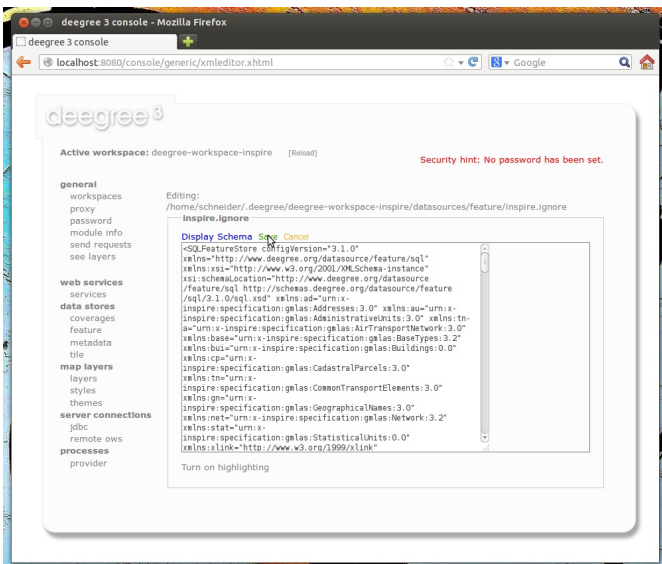 deegree 3 console - Mozilla Firefox
deegree 3 console
localhost:8080/console/generic/xmleditor.xhtml
Google
deegree 3
Active workspace: deegree-workspace-inspire [Reload]
Security hint: No password has been set.
general
workspaces
proxy
password
module info
send requests
see layers
web services
services
data stores
coverages
feature
metadata
tile
map layers
layers
styles
themes
server connections
jdbc
remote ows
processes
provider
Editing:
/home/schneider/.deegree/deegree-workspace-inspire/datasources/feature/inspire.ignore
inspire.ignore
Display Schema Save Cancel
<SQLFeatureStore configVersion="3.1.0"
xmlns="http://www.deegree.org/datasource/feature/sql"
xmlns:xsi="http://www.w3.org/2001/XMLSchema-instance"
xsi:schemaLocation="http://www.deegree.org/datasource
/feature/sql http://schemas.deegree.org/datasource/feature
/sql/3.1.0/sql.xsd" xmlns:ad="urn:x-
inspire:specification:gmlas:Addresses:3.0" xmlns:au="urn:x-
inspire:specification:gmlas:AdministrativeUnits:3.0" xmlns:tn-
a="urn:x-inspire:specification:gmlas:AirTransportNetwork:3.0"
xmlns:base="urn:x-inspire:specification:gmlas:BaseTypes:3.2"
xmlns:bui="urn:x-inspire:specification:gmlas:Buildings:0.0"
xmlns:cp="urn:x-
inspire:specification:gmlas:CadastralParcels:3.0"
xmlns:tn="urn:x-
inspire:specification:gmlas:CommonTransportElements:3.0"
xmlns:gn="urn:x-
inspire:specification:gmlas:GeographicalNames:3.0"
xmlns:net="urn:x-inspire:specification:gmlas:Network:3.2"
xmlns:stat="urn:x-
inspire:specification:gmlas:StatisticalUnits:0.0"
xmlns:xlink="http://www.w3.org/1999/xlink"
Turn on highlighting